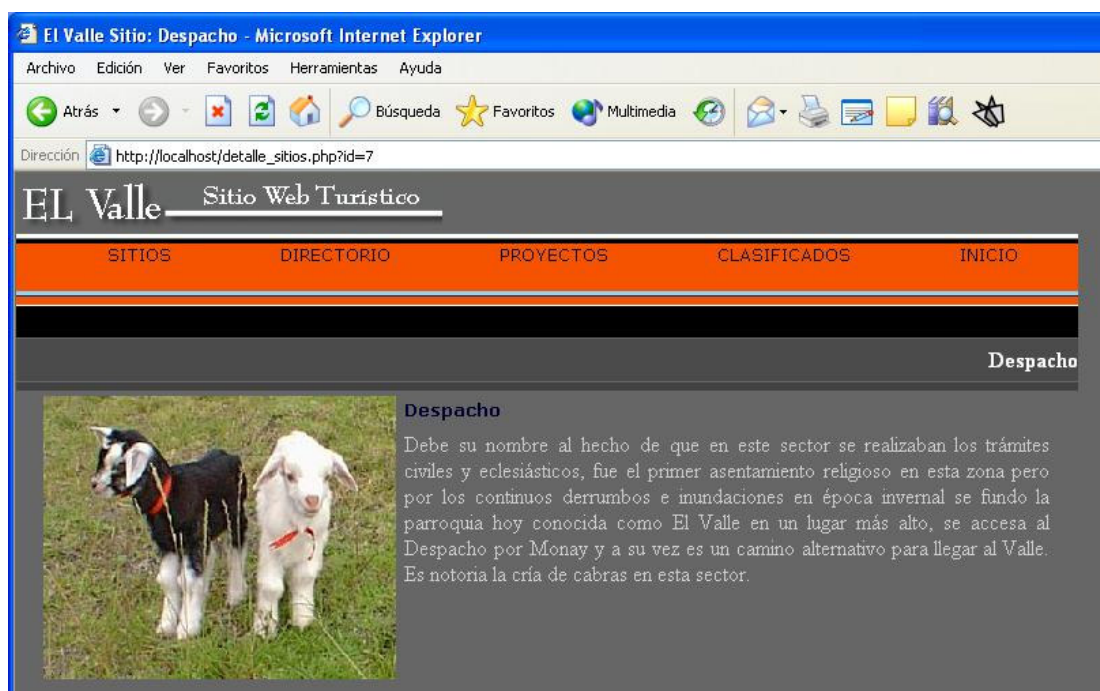 El Valle Sitio: Despacho - Microsoft Internet Explorer
Archivo Edición Ver Favoritos Herramientas Ayuda
Atrás Búsqueda Favoritos Multimedia
Dirección http://localhost/detalle_sitios.php?id=7
EL Valle Sitio Web Turístico
SITIOS DIRECTORIO PROYECTOS CLASIFICADOS INICIO
Despacho
Despacho
Debe su nombre al hecho de que en este sector se realizaban los trámites
civiles y eclesiásticos, fue el primer asentamiento religioso en esta zona pero
por los continuos derrumbos e inundaciones en época invernal se fundo la
parroquia hoy conocida como El Valle en un lugar más alto, se accesa al
Despacho por Monay y a su vez es un camino alternativo para llegar al Valle.
Es notoria la cría de cabras en esta sector.